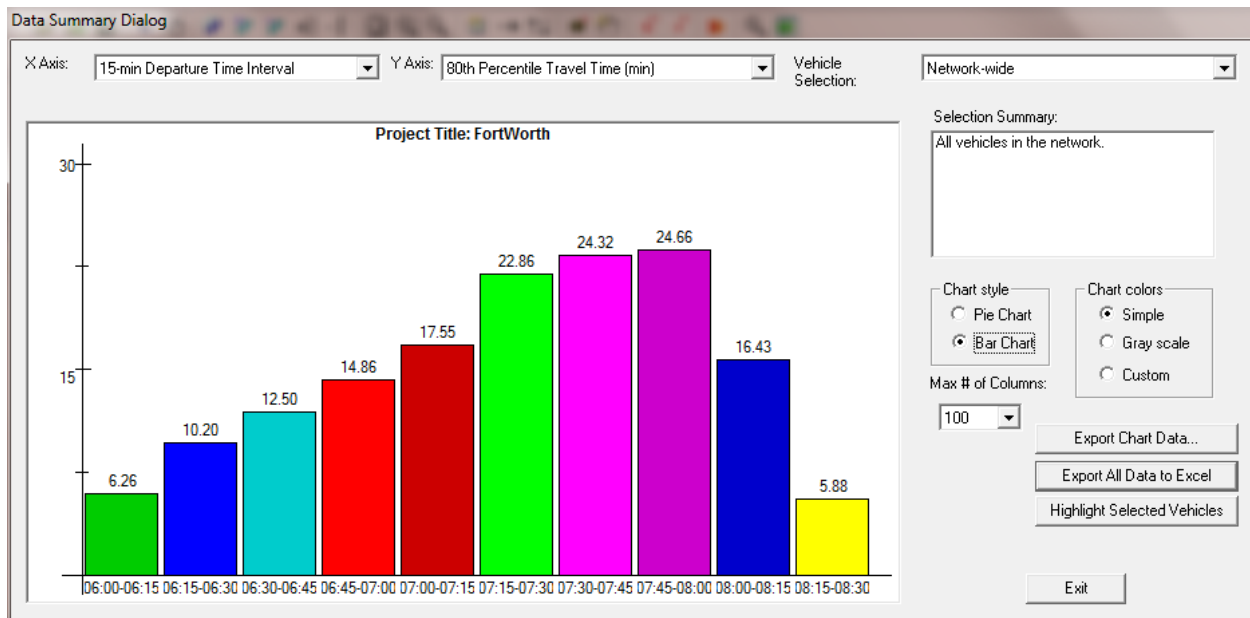 Data Summary Dialog
X Axis:
15-min Departure Time Interval
Y Axis:
80th Percentile Travel Time (min)
Vehicle
Selection:
Network-wide
Project Title: FortWorth
30
15
6.26
10.20
12.50
14.86
17.55
22.86
24.32
24.66
16.43
5.88
06:00-06:15
06:15-06:30
06:30-06:45
06:45-07:00
07:00-07:15
07:15-07:30
07:30-07:45
07:45-08:00
08:00-08:15
08:15-08:30
Selection Summary:
All vehicles in the network.
Chart style
Pie Chart
Bar Chart
Chart colors
Simple
Gray scale
Custom
Max # of Columns:
100
Export Chart Data...
Export All Data to Excel
Highlight Selected Vehicles
Exit